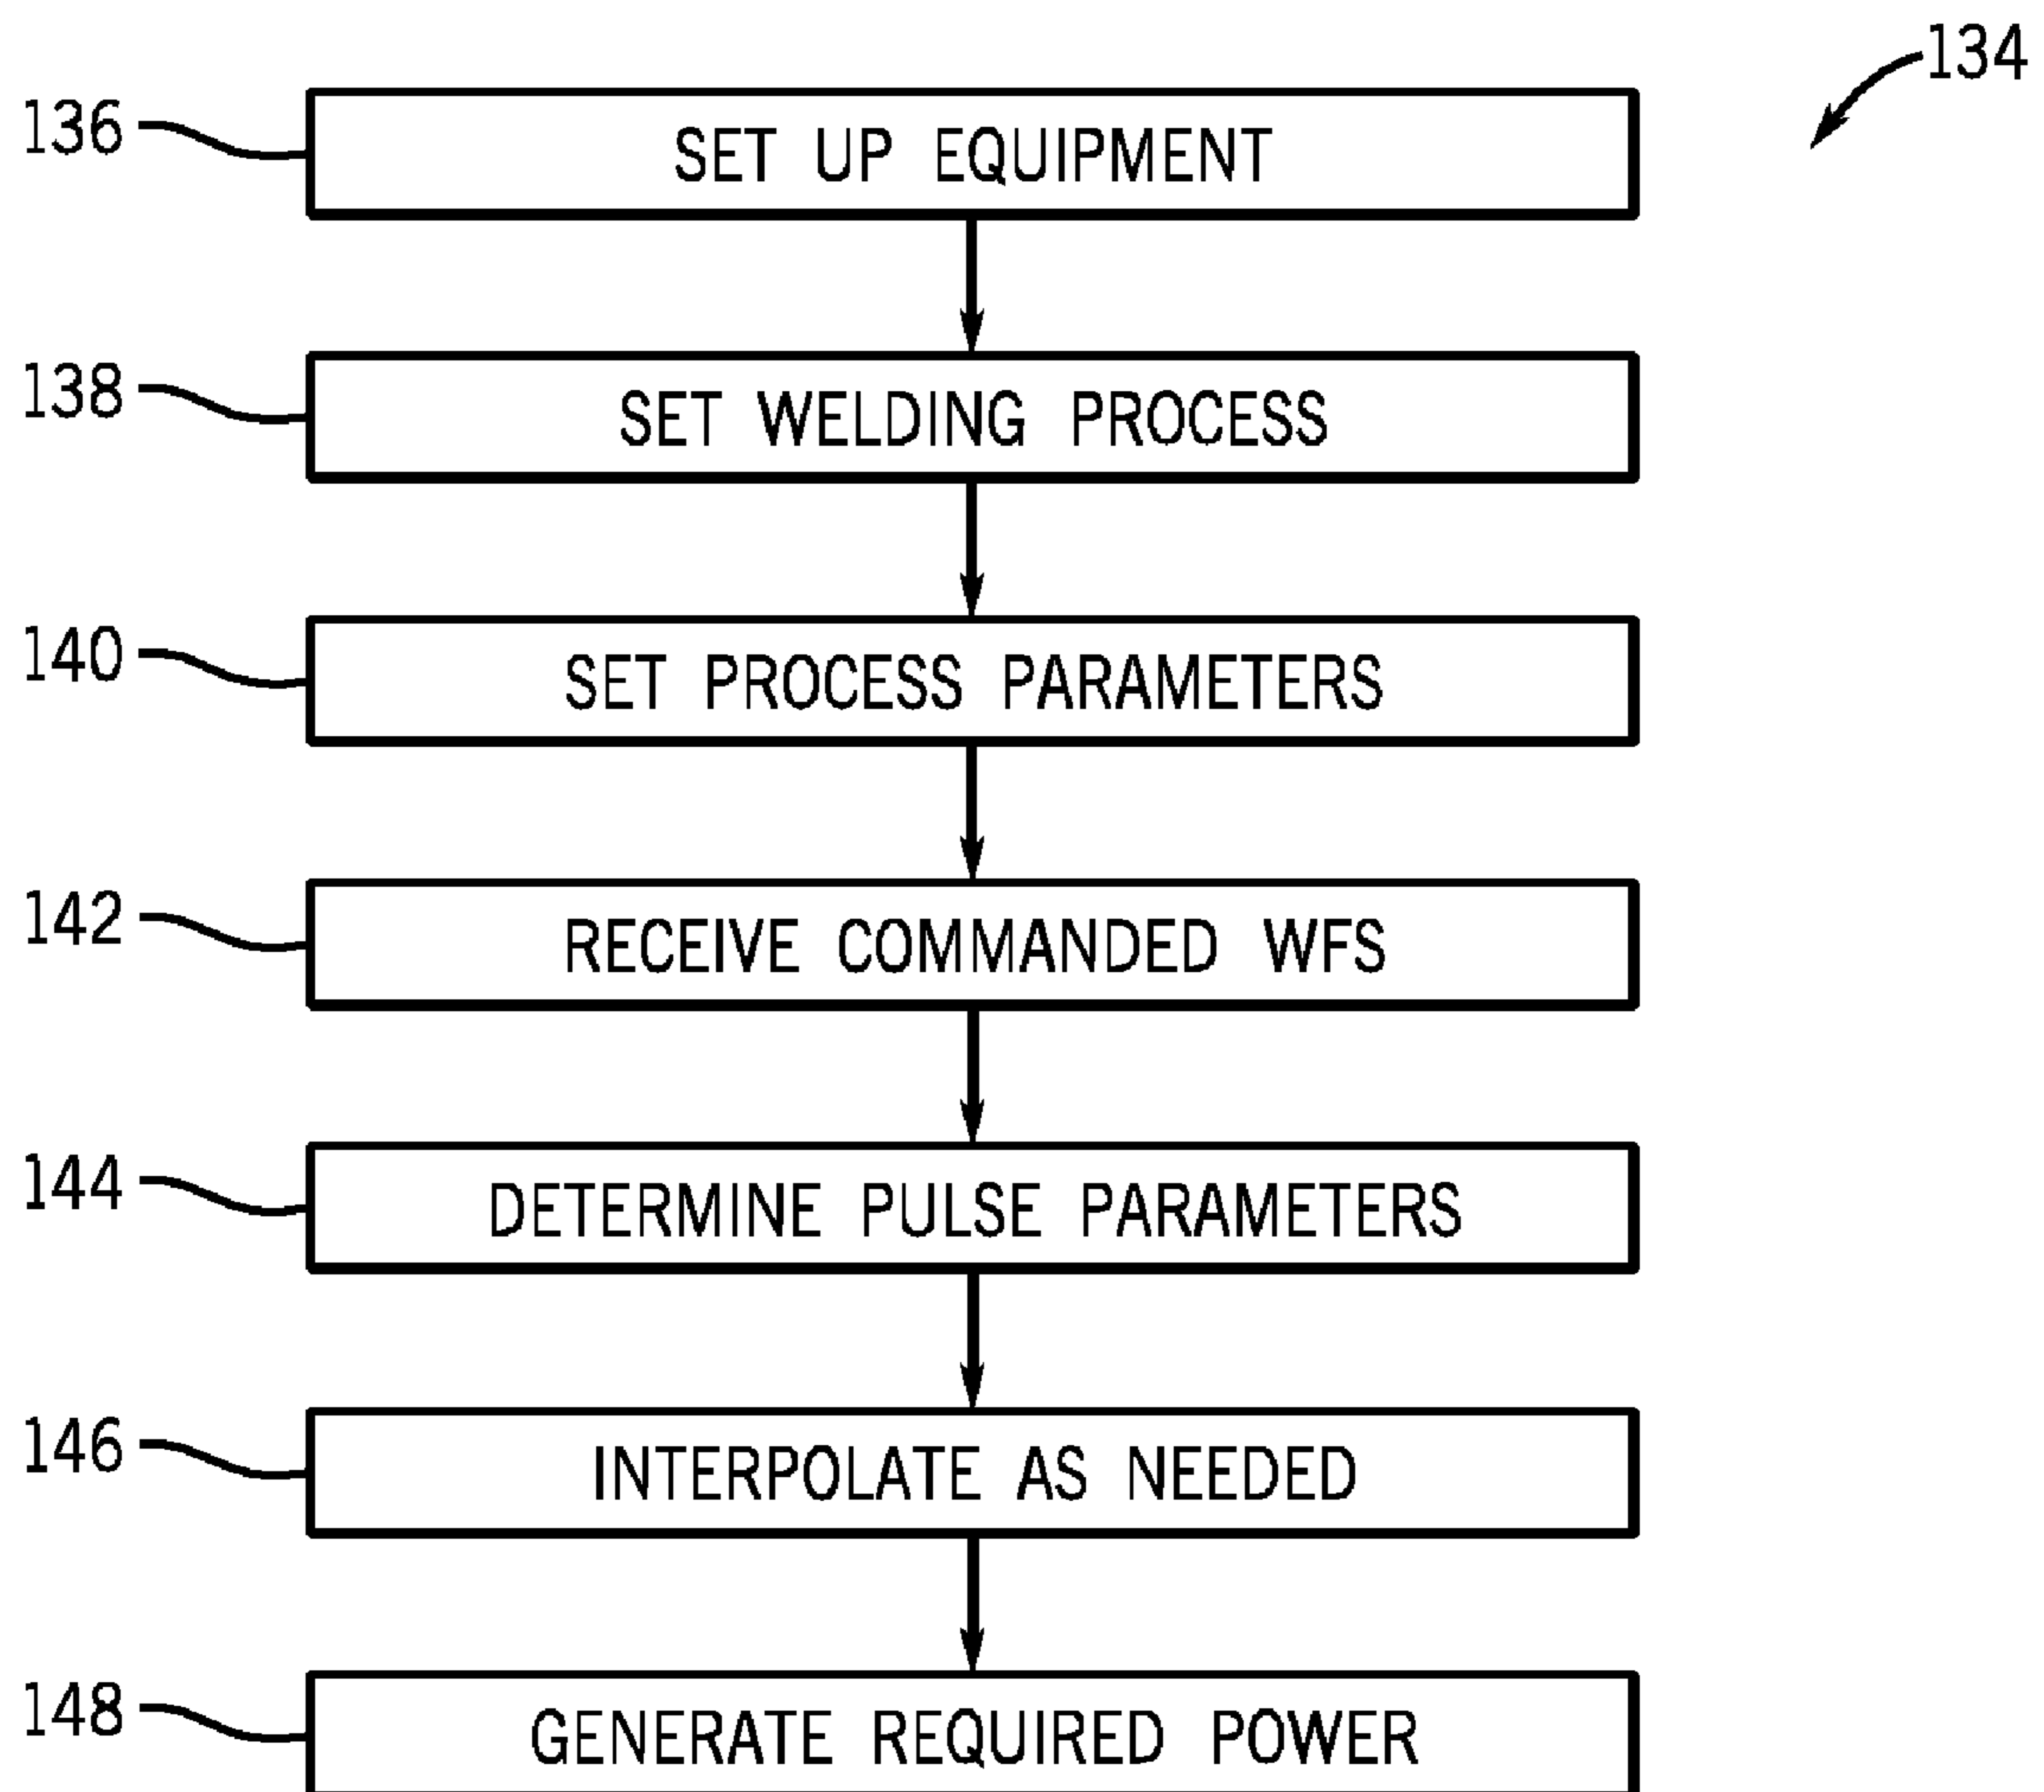 134
136 SET UP EQUIPMENT
138 SET WELDING PROCESS
140 SET PROCESS PARAMETERS
142 RECEIVE COMMANDED WFS
144 DETERMINE PULSE PARAMETERS
146 INTERPOLATE AS NEEDED
148 GENERATE REQUIRED POWER